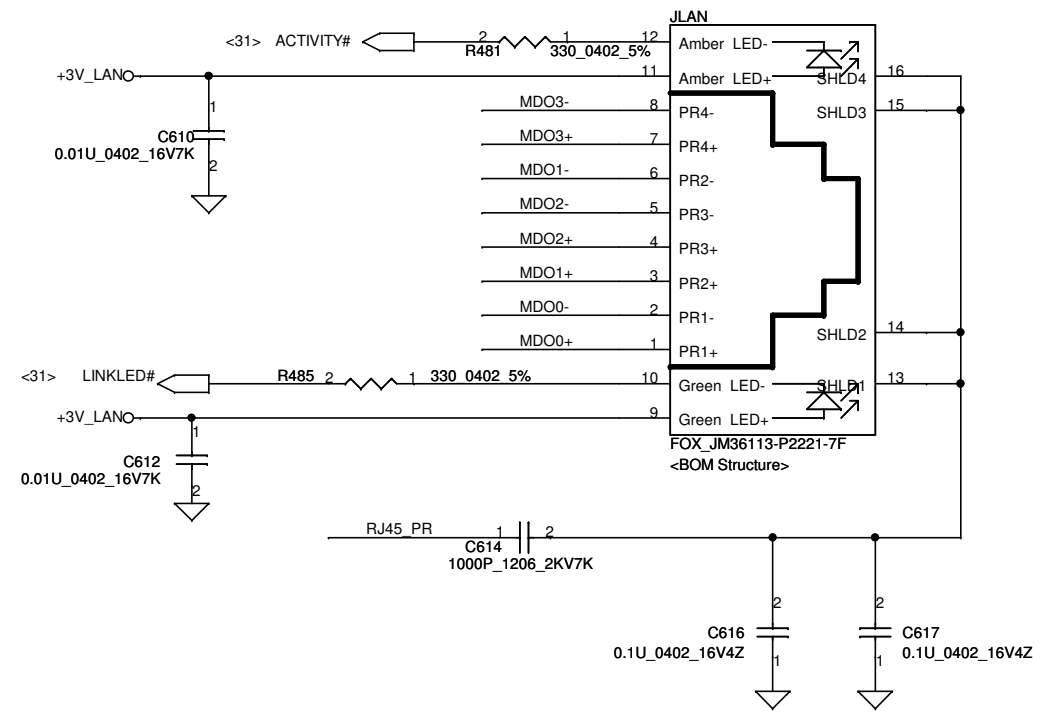 JLAN
<31> ACTIVITY# 2 R481 1 330_0402_5% 12 Amber LED-
+3V_LAN 11 Amber LED+ SHLD4 16
1 C610 0.01U_0402_16V7K 2
MDO3- 8 PR4- SHLD3 15
MDO3+ 7 PR4+
MDO1- 6 PR2-
MDO2- 5 PR3-
MDO2+ 4 PR3+
MDO1+ 3 PR2+
MDO0- 2 PR1- SHLD2 14
MDO0+ 1 PR1+
<31> LINKLED# R485 2 1 330_0402_5% 10 Green LED- SHLD1 13
+3V_LAN 9 Green LED+
FOX_JM36113-P2221-7F
<BOM Structure>
1 C612 0.01U_0402_16V7K 2
RJ45_PR 1 2
C614
1000P_1206_2KV7K
2 C616 0.1U_0402_16V4Z 1
2 C617 0.1U_0402_16V4Z 1